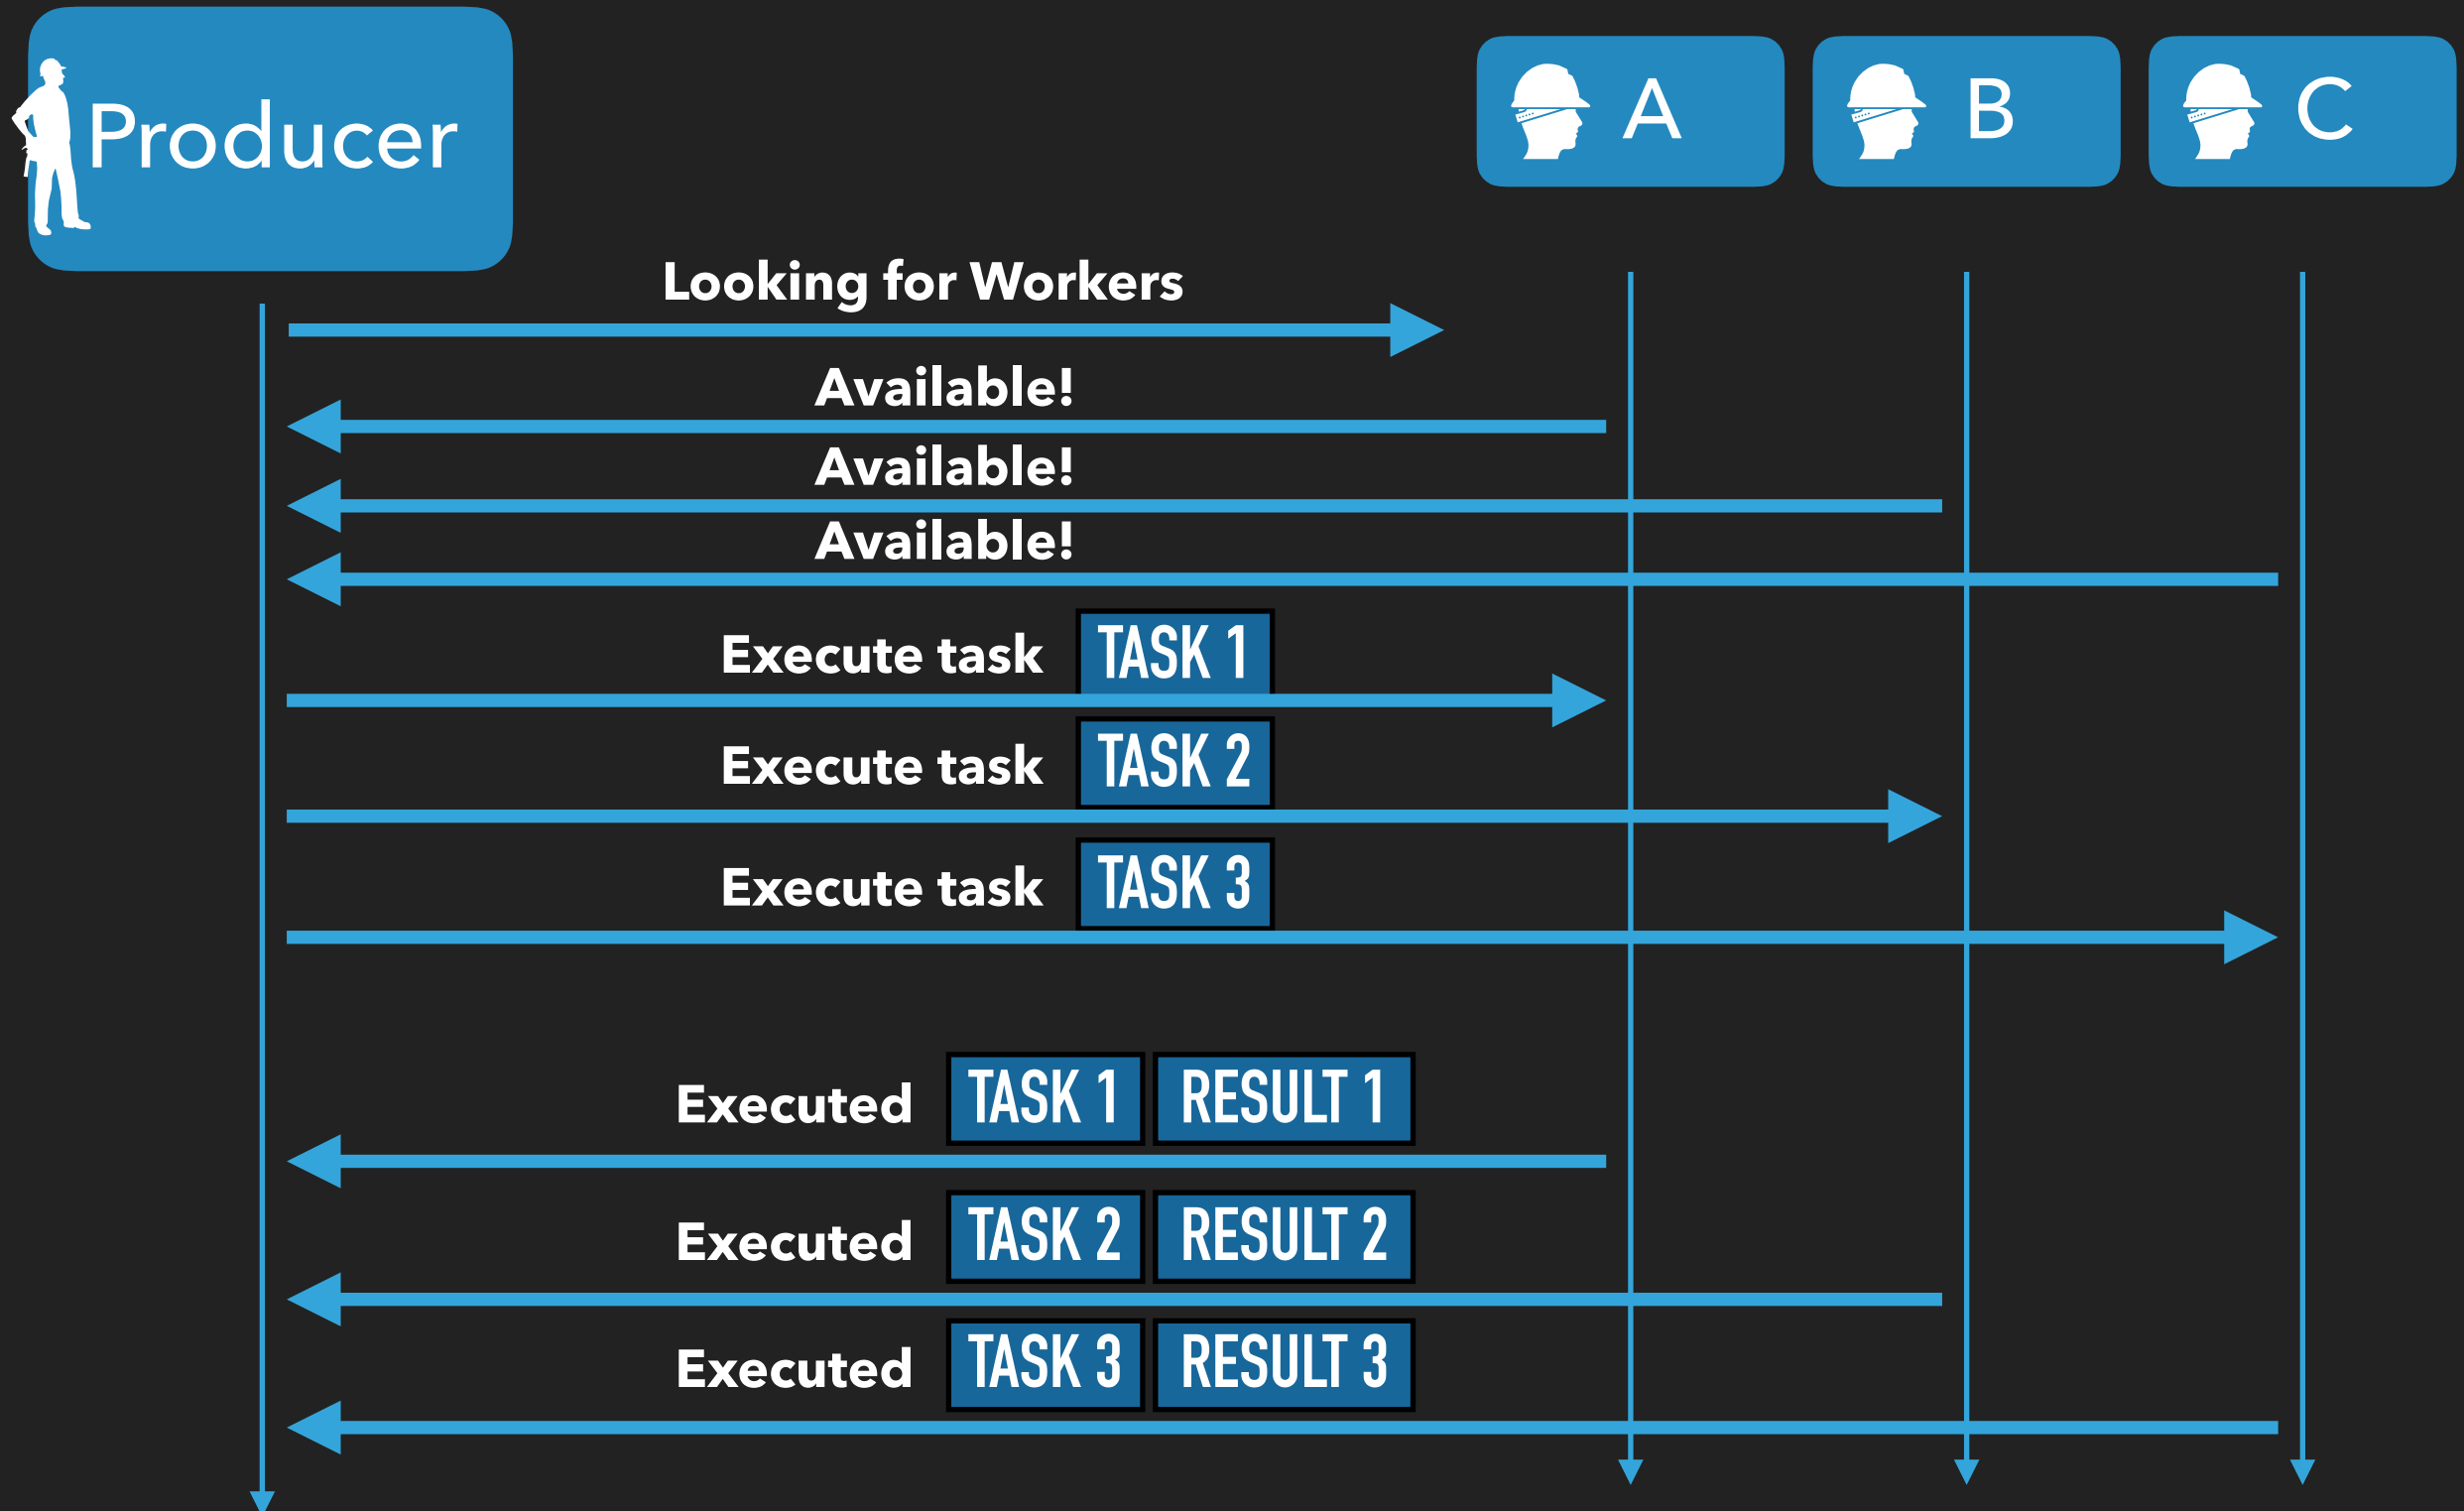 Producer
A
B
C
Looking for Workers
Available!
Available!
Available!
Execute task TASK 1
Execute task TASK 2
Execute task TASK 3
Executed TASK 1 RESULT 1
Executed TASK 2 RESULT 2
Executed TASK 3 RESULT 3